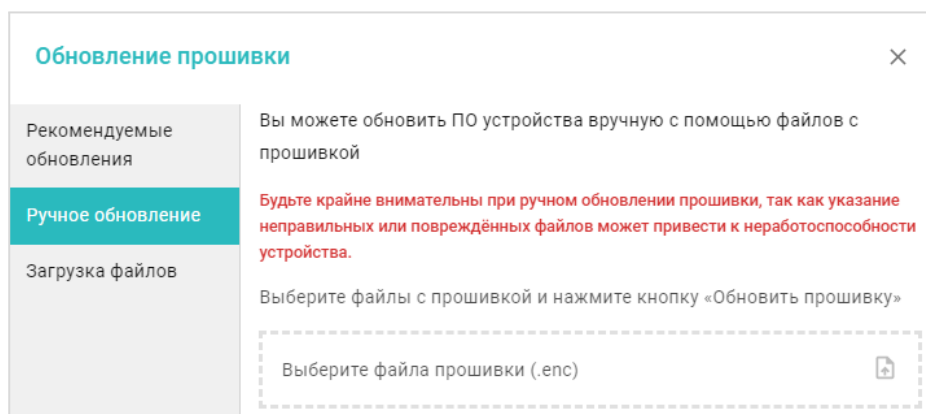 Обновление прошивки
Рекомендуемые
обновления
Ручное обновление
Загрузка файлов
Вы можете обновить ПО устройства вручную с помощью файлов с
прошивкой
Будьте крайне внимательны при ручном обновлении прошивки, так как указание
неправильных или повреждённых файлов может привести к неработоспособности
устройства.
Выберите файлы с прошивкой и нажмите кнопку «Обновить прошивку»
Выберите файла прошивки (.enc)